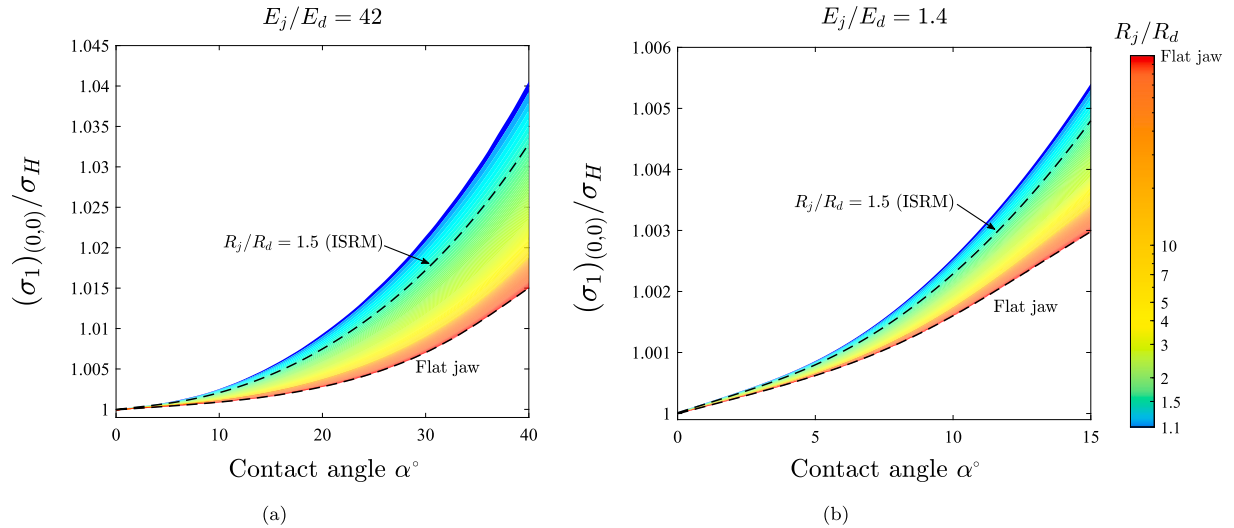 E_j/E_d = 42
1.045
1.04
1.035
1.03
1.025
1.02
1.015
1.01
1.005
1
(σ_1)_(0,0)/σ_H
R_j/R_d = 1.5 (ISRM)
Flat jaw
0
10
20
30
40
Contact angle α°
(a)
E_j/E_d = 1.4
1.006
1.005
1.004
1.003
1.002
1.001
1
(σ_1)_(0,0)/σ_H
R_j/R_d = 1.5 (ISRM)
Flat jaw
0
5
10
15
Contact angle α°
(b)
R_j/R_d
Flat jaw
10
7
5
4
3
2
1.5
1.1